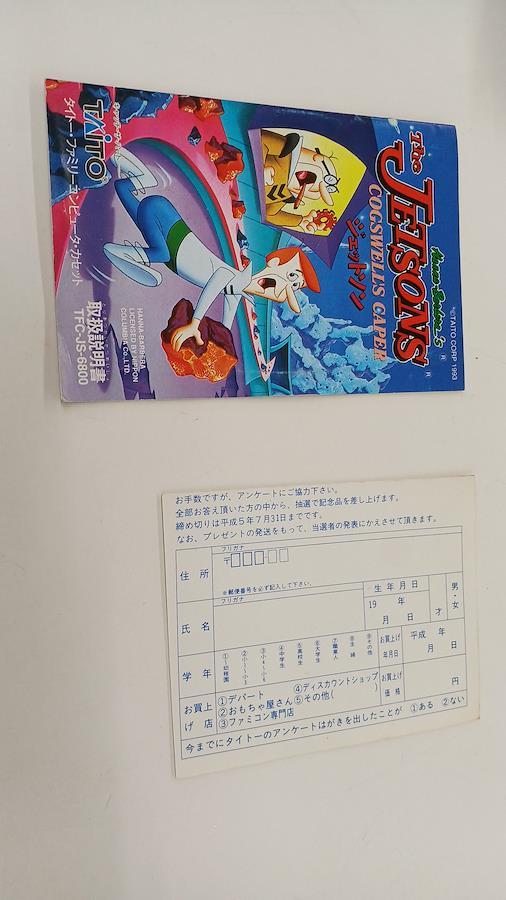 Hanna-Barbera's
The JETSONS
COGSWELL'S CAPER
ジェットソン
®©TAITO CORP. 1993
HANNA-BARBERA
LICENSED BY NIPPON
COLUMBIA Co., LTD.
TAITO
タイトー・ファミリーコンピュータ・カセット
取扱説明書
TFC-JS-6800
お手数ですが、アンケートにご協力下さい。
全部お答え頂いた方の中から、抽選で記念品を差し上げます。
締め切りは平成5年7月31日までです。
なお、プレゼントの発送をもって、当選者の発表にかえさせて頂きます。
住所
フリガナ
〒
※郵便番号を必ず記入して下さい。
氏名
フリガナ
生年月日
19 年
月 日
才
男・女
学年
①〜幼稚園
②小1〜小3
③小4〜小6
④中学生
⑤高校生
⑥大学生
⑦職業人
⑧主婦
⑨その他
お買上げ
年月日
平成 年
月 日
お買上げ店
①デパート ④ディスカウントショップ
②おもちゃ屋さん ⑤その他( )
③ファミコン専門店
お買上げ
価格
円
今までにタイトーのアンケートはがきを出したことが ①ある ②ない